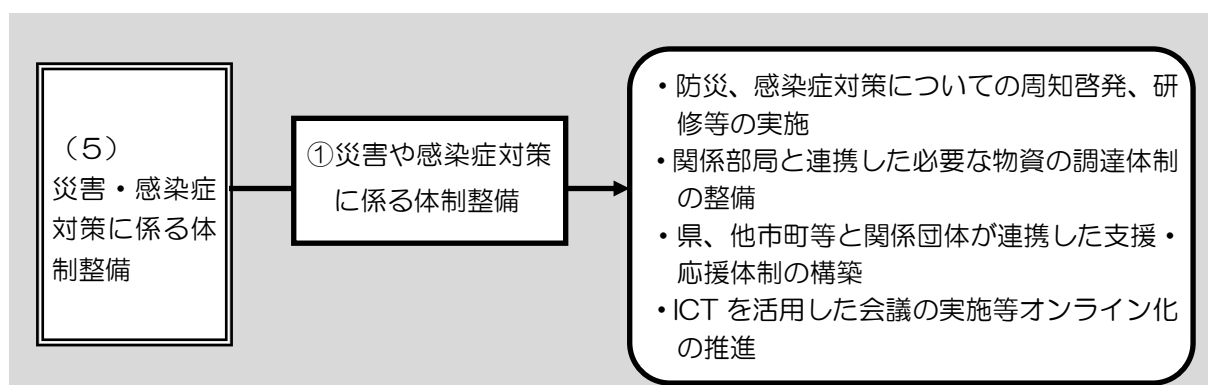 （5）
災害・感染症
対策に係る体
制整備
①災害や感染症対策
に係る体制整備
・防災、感染症対策についての周知啓発、研
修等の実施
・関係部局と連携した必要な物資の調達体制
の整備
・県、他市町等と関係団体が連携した支援・
応援体制の構築
・ICT を活用した会議の実施等オンライン化
の推進